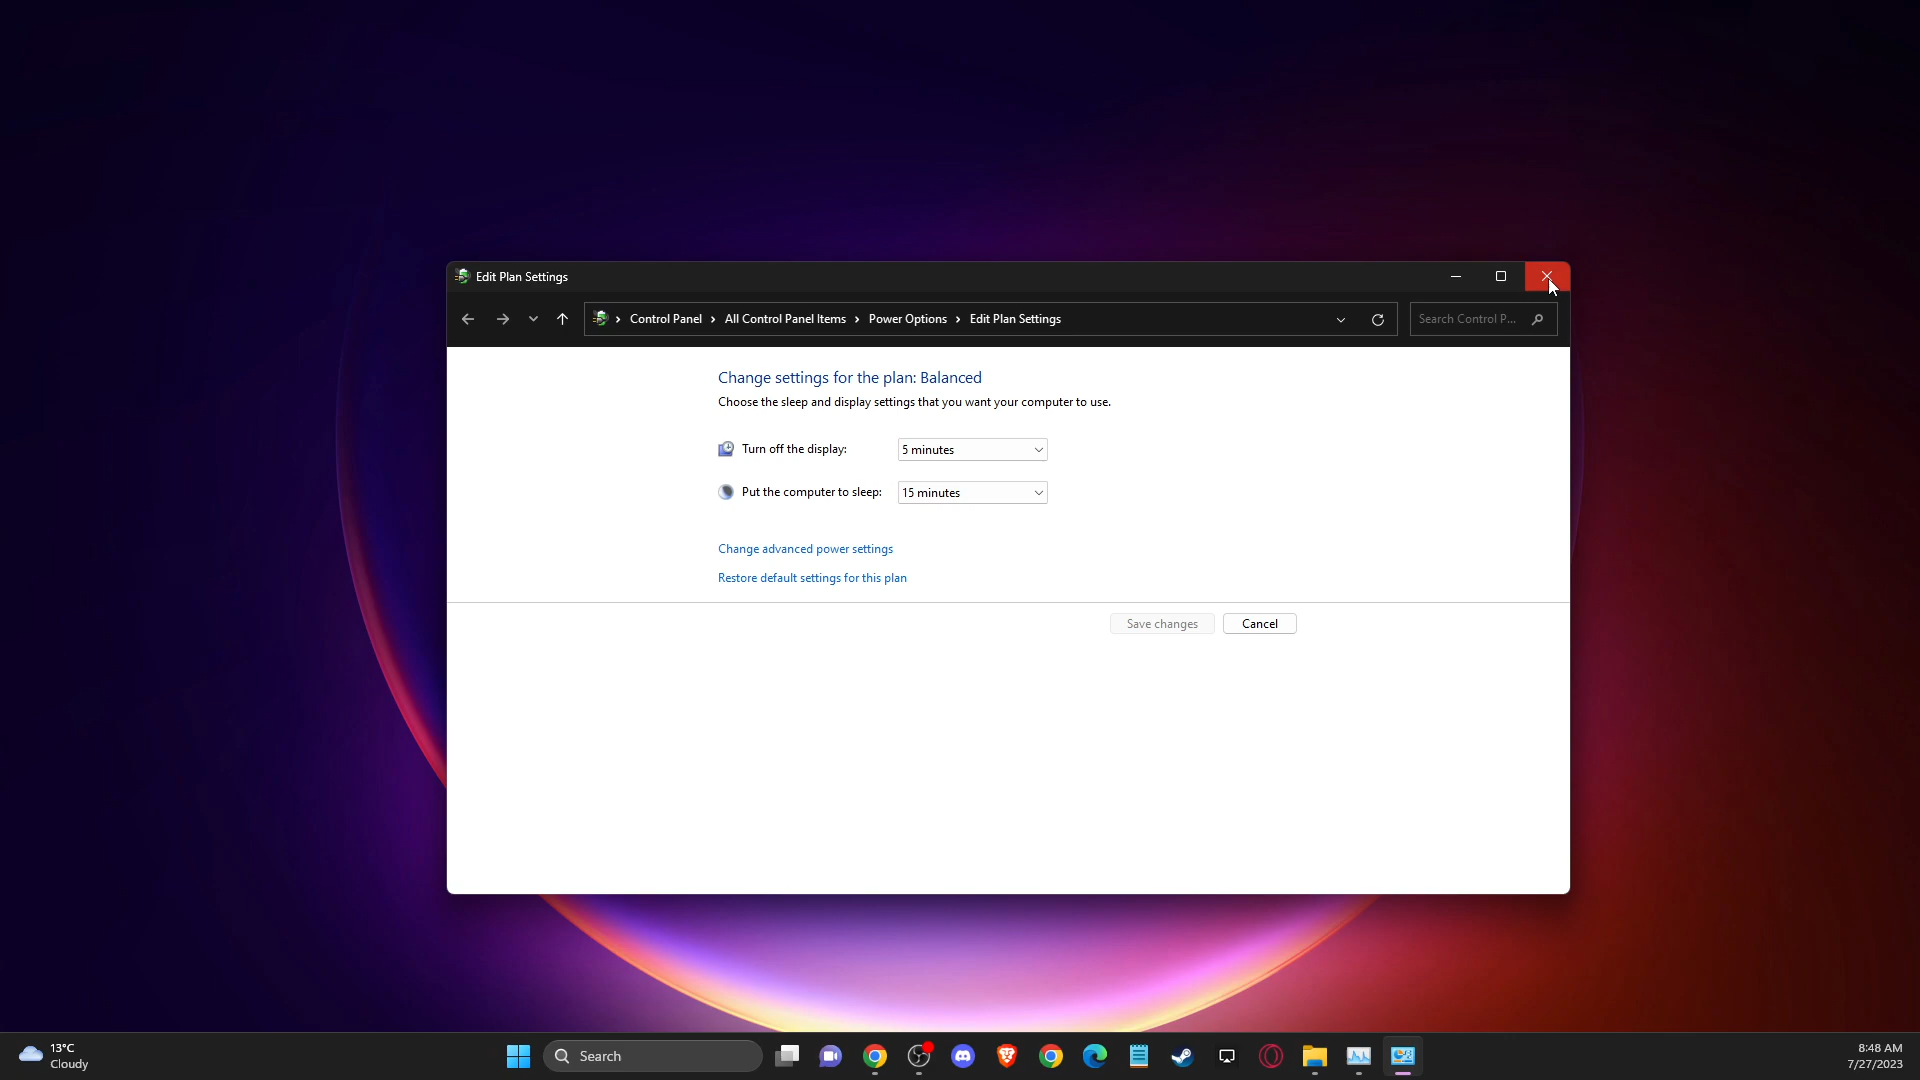 Edit Plan Settings
Control Panel > All Control Panel Items > Power Options > Edit Plan Settings
Search Control P...
Change settings for the plan: Balanced
Choose the sleep and display settings that you want your computer to use.
Turn off the display: 5 minutes
Put the computer to sleep: 15 minutes
Change advanced power settings
Restore default settings for this plan
Save changes Cancel
13°C
Cloudy
Search
8:48 AM
7/27/2023